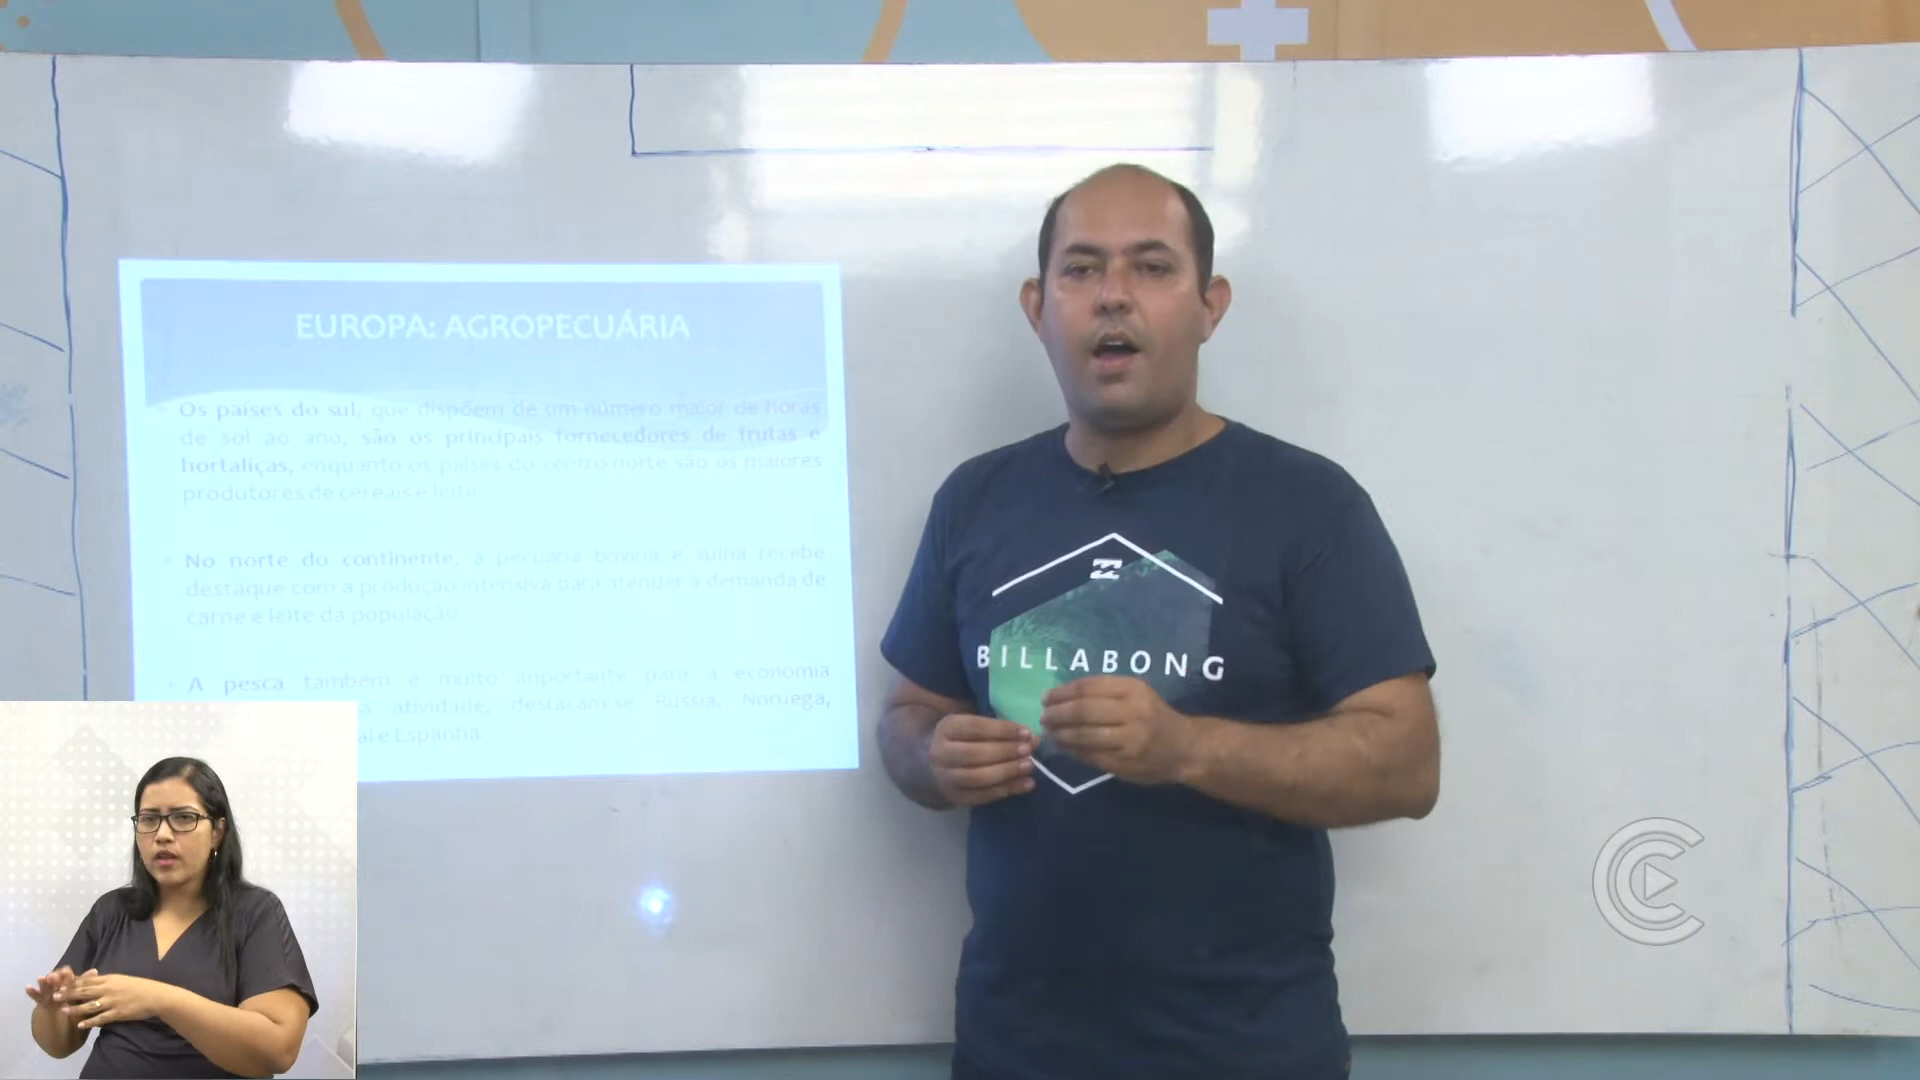 EUROPA: AGROPECUÁRIA
Os países do sul, que dispõem de um número maior de horas
de sol ao ano, são os principais fornecedores de frutas e
hortaliças, enquanto os países do centro-norte são os maiores
produtores de cereais e leite.
No norte do continente, a pecuária bovina e suína recebe
destaque com a produção intensiva para atender a demanda de
carne e leite da população.
A pesca também é muito importante para a economia
atividade, destacam-se Rússia, Noruega,
e Espanha.
BILLABONG